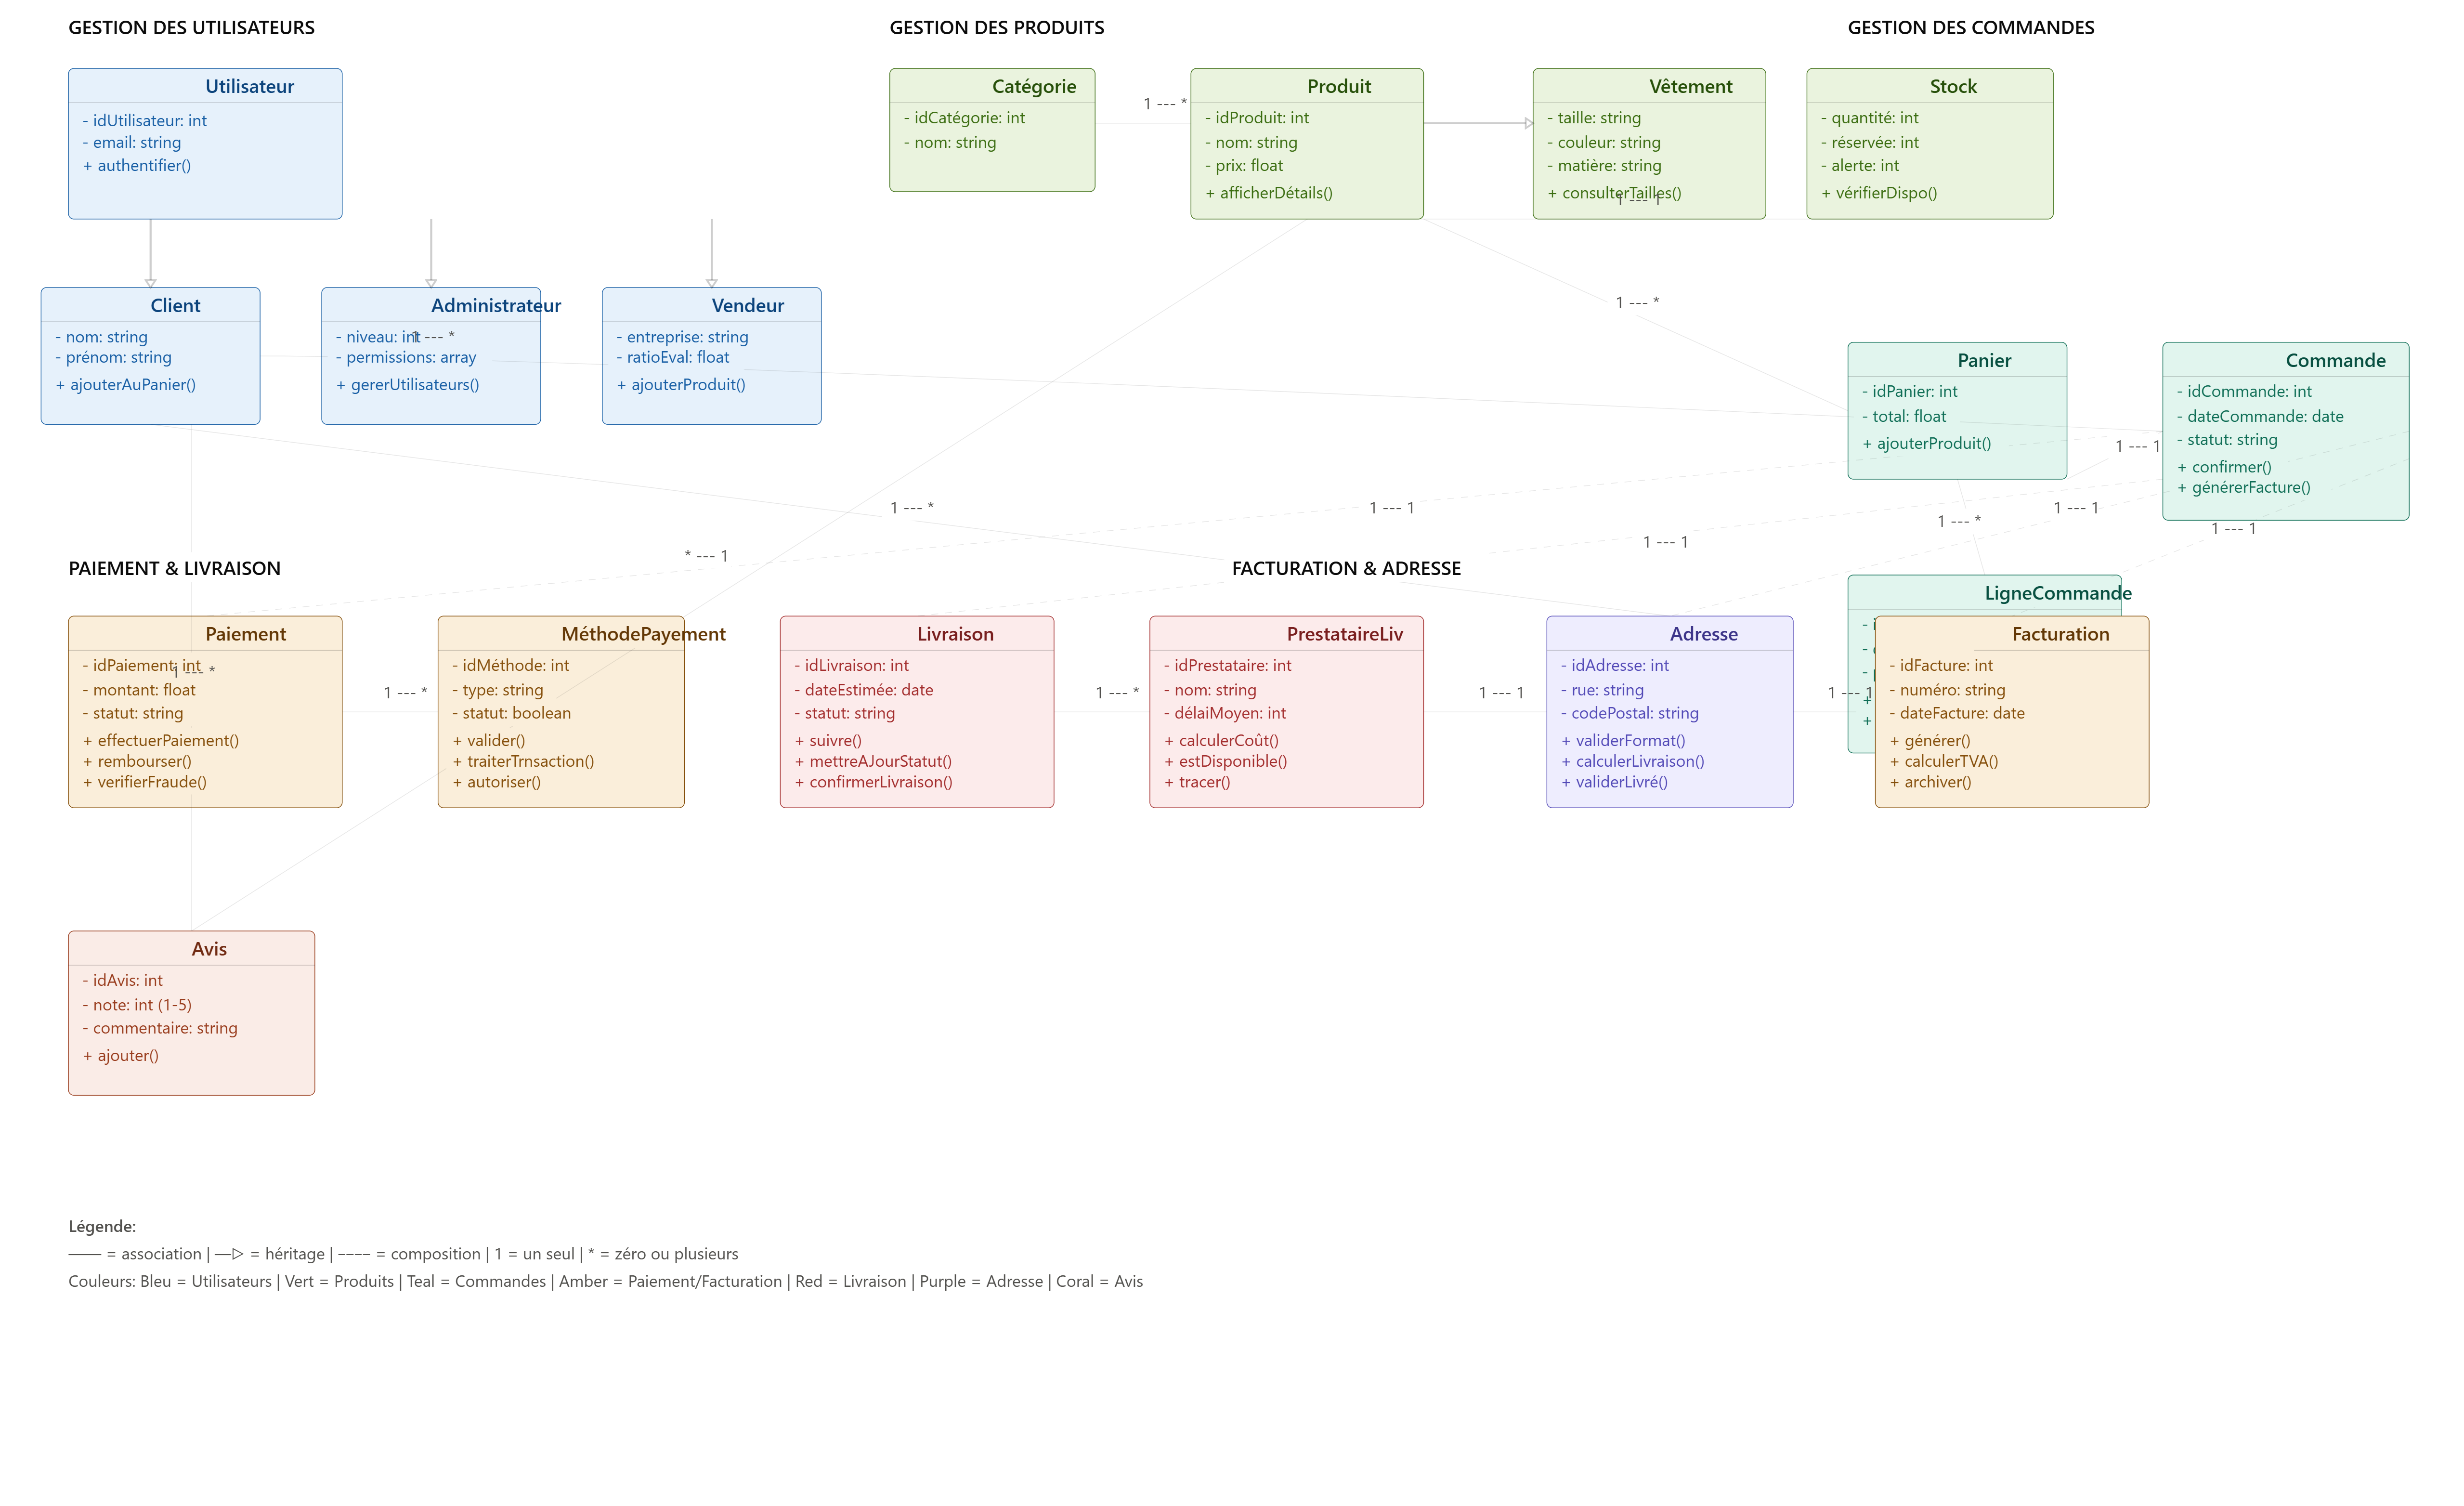 GESTION DES UTILISATEURS
GESTION DES PRODUITS
GESTION DES COMMANDES
Utilisateur
- idUtilisateur: int
- email: string
+ authentifier()
Catégorie
- idCatégorie: int
- nom: string
1 --- *
Produit
- idProduit: int
- nom: string
- prix: float
+ afficherDétails()
Vêtement
- taille: string
- couleur: string
- matière: string
+ consulterTailles()
1 --- 1
Stock
- quantité: int
- réservée: int
- alerte: int
+ vérifierDispo()
Client
- nom: string
- prénom: string
+ ajouterAuPanier()
Administrateur
- niveau: int
1 --- *
- permissions: array
+ gererUtilisateurs()
Vendeur
- entreprise: string
- ratioEval: float
+ ajouterProduit()
1 --- *
Panier
- idPanier: int
- total: float
+ ajouterProduit()
Commande
- idCommande: int
- dateCommande: date
- statut: string
+ confirmer()
+ générerFacture()
1 --- 1
1 --- *
1 --- 1
1 --- 1
1 --- *
1 --- 1
* --- 1
1 --- 1
PAIEMENT & LIVRAISON
FACTURATION & ADRESSE
LigneCommande
- i
-
-
+
+
Paiement
- idPaiement: int
1 --- *
- montant: float
- statut: string
+ effectuerPaiement()
+ rembourser()
+ verifierFraude()
1 --- *
MéthodePayement
- idMéthode: int
- type: string
- statut: boolean
+ valider()
+ traiterTrnsaction()
+ autoriser()
Livraison
- idLivraison: int
- dateEstimée: date
- statut: string
+ suivre()
+ mettreAJourStatut()
+ confirmerLivraison()
1 --- *
PrestataireLiv
- idPrestataire: int
- nom: string
- délaiMoyen: int
+ calculerCoût()
+ estDisponible()
+ tracer()
1 --- 1
Adresse
- idAdresse: int
- rue: string
- codePostal: string
+ validerFormat()
+ calculerLivraison()
+ validerLivré()
1 --- 1
Facturation
- idFacture: int
- numéro: string
- dateFacture: date
+ générer()
+ calculerTVA()
+ archiver()
Avis
- idAvis: int
- note: int (1-5)
- commentaire: string
+ ajouter()
Légende:
—— = association | —▷ = héritage | ---- = composition | 1 = un seul | * = zéro ou plusieurs
Couleurs: Bleu = Utilisateurs | Vert = Produits | Teal = Commandes | Amber = Paiement/Facturation | Red = Livraison | Purple = Adresse | Coral = Avis